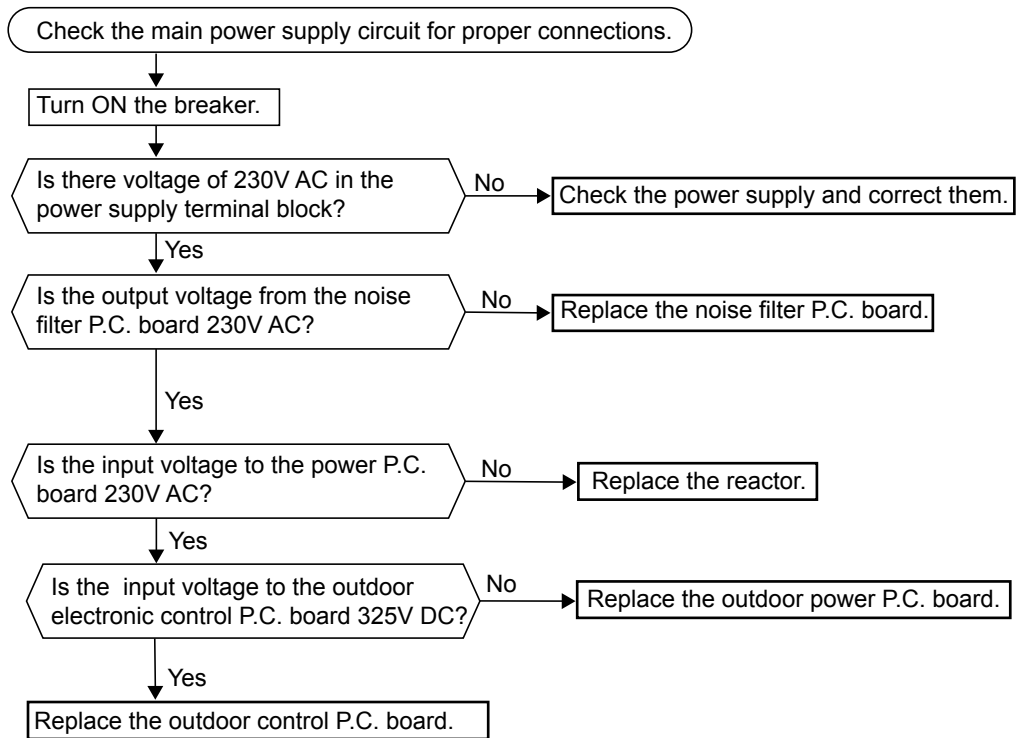 Check the main power supply circuit for proper connections.
Turn ON the breaker.
Is there voltage of 230V AC in the
power supply terminal block?
No
Check the power supply and correct them.
Yes
Is the output voltage from the noise
filter P.C. board 230V AC?
No
Replace the noise filter P.C. board.
Yes
Is the input voltage to the power P.C.
board 230V AC?
No
Replace the reactor.
Yes
Is the input voltage to the outdoor
electronic control P.C. board 325V DC?
No
Replace the outdoor power P.C. board.
Yes
Replace the outdoor control P.C. board.